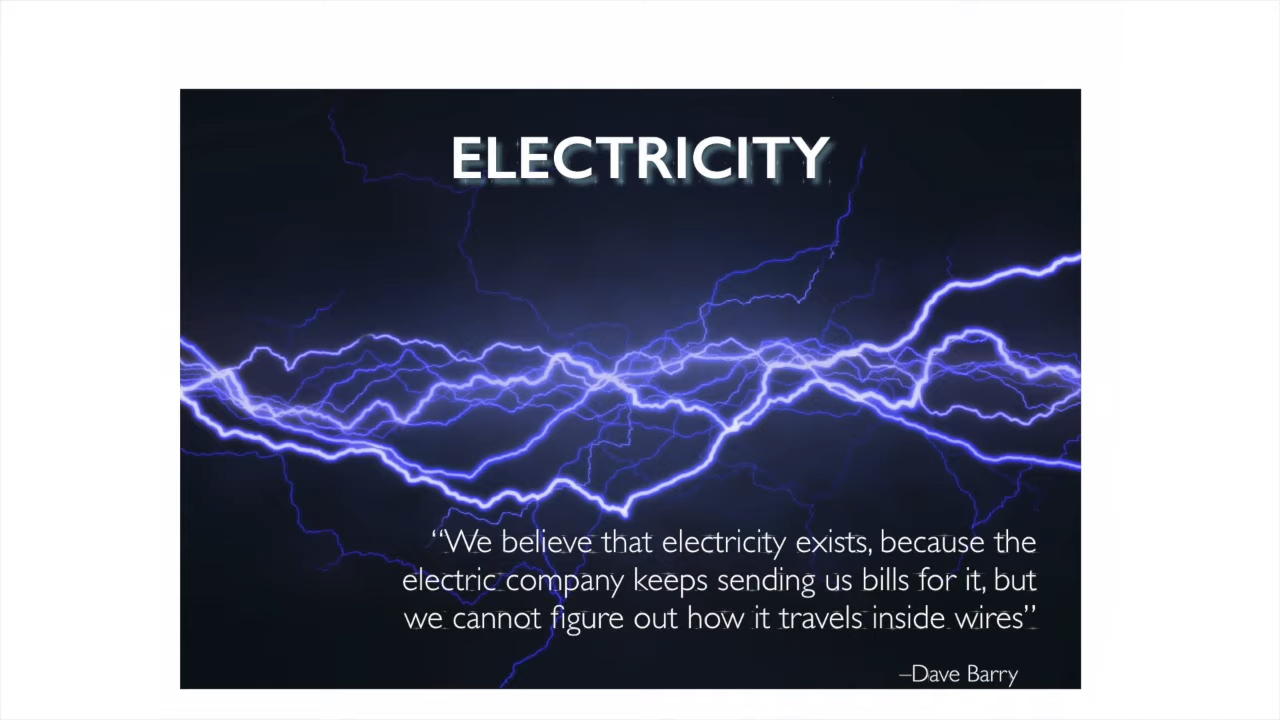 ELECTRICITY
“We believe that electricity exists, because the
electric company keeps sending us bills for it, but
we cannot figure out how it travels inside wires”
–Dave Barry